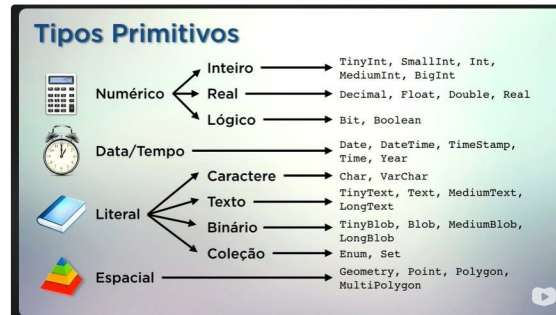 Tipos Primitivos
Numérico
Inteiro
TinyInt, SmallInt, Int,
MediumInt, BigInt
Real
Decimal, Float, Double, Real
Lógico
Bit, Boolean
Data/Tempo
Date, DateTime, TimeStamp,
Time, Year
Literal
Caractere
Char, VarChar
Texto
TinyText, Text, MediumText,
LongText
Binário
TinyBlob, Blob, MediumBlob,
LongBlob
Coleção
Enum, Set
Espacial
Geometry, Point, Polygon,
MultiPolygon